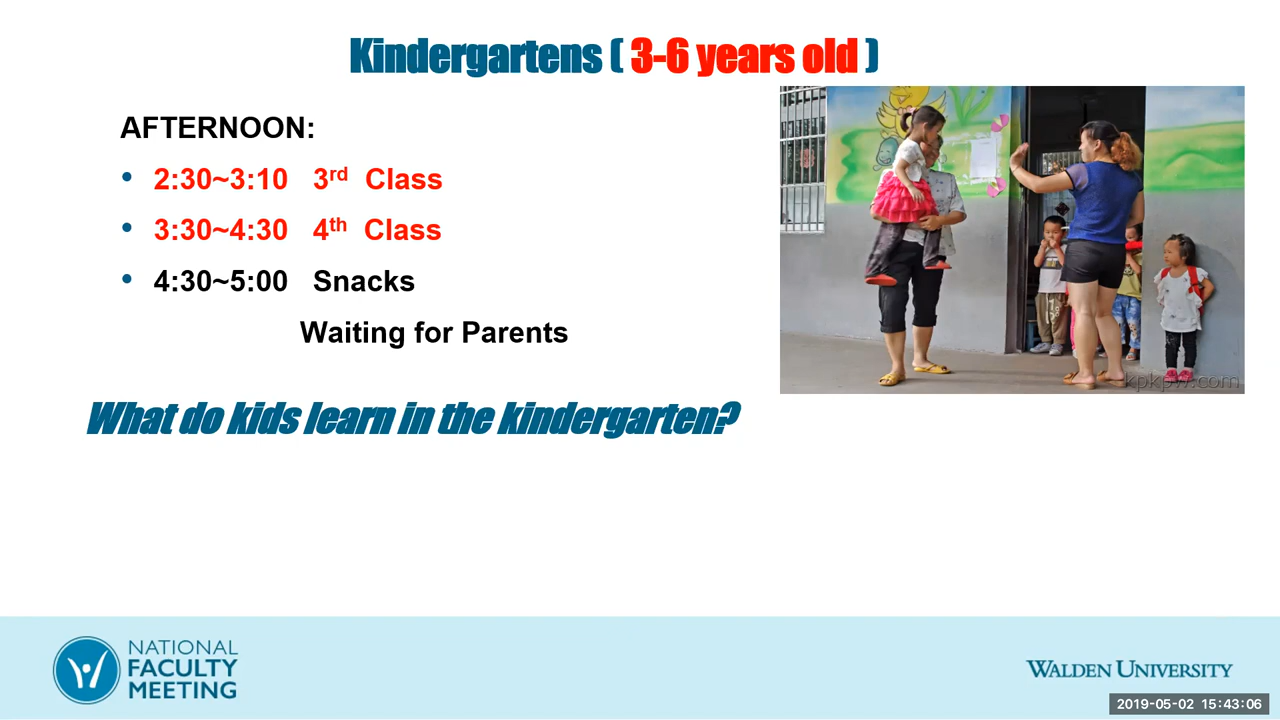 Kindergartens ( 3-6 years old )
AFTERNOON:
• 2:30~3:10 3rd Class
• 3:30~4:30 4th Class
• 4:30~5:00 Snacks
Waiting for Parents
kpkpw.com
What do kids learn in the kindergarten?
NATIONAL
FACULTY
MEETING
WALDEN UNIVERSITY
2019-05-02 15:43:06